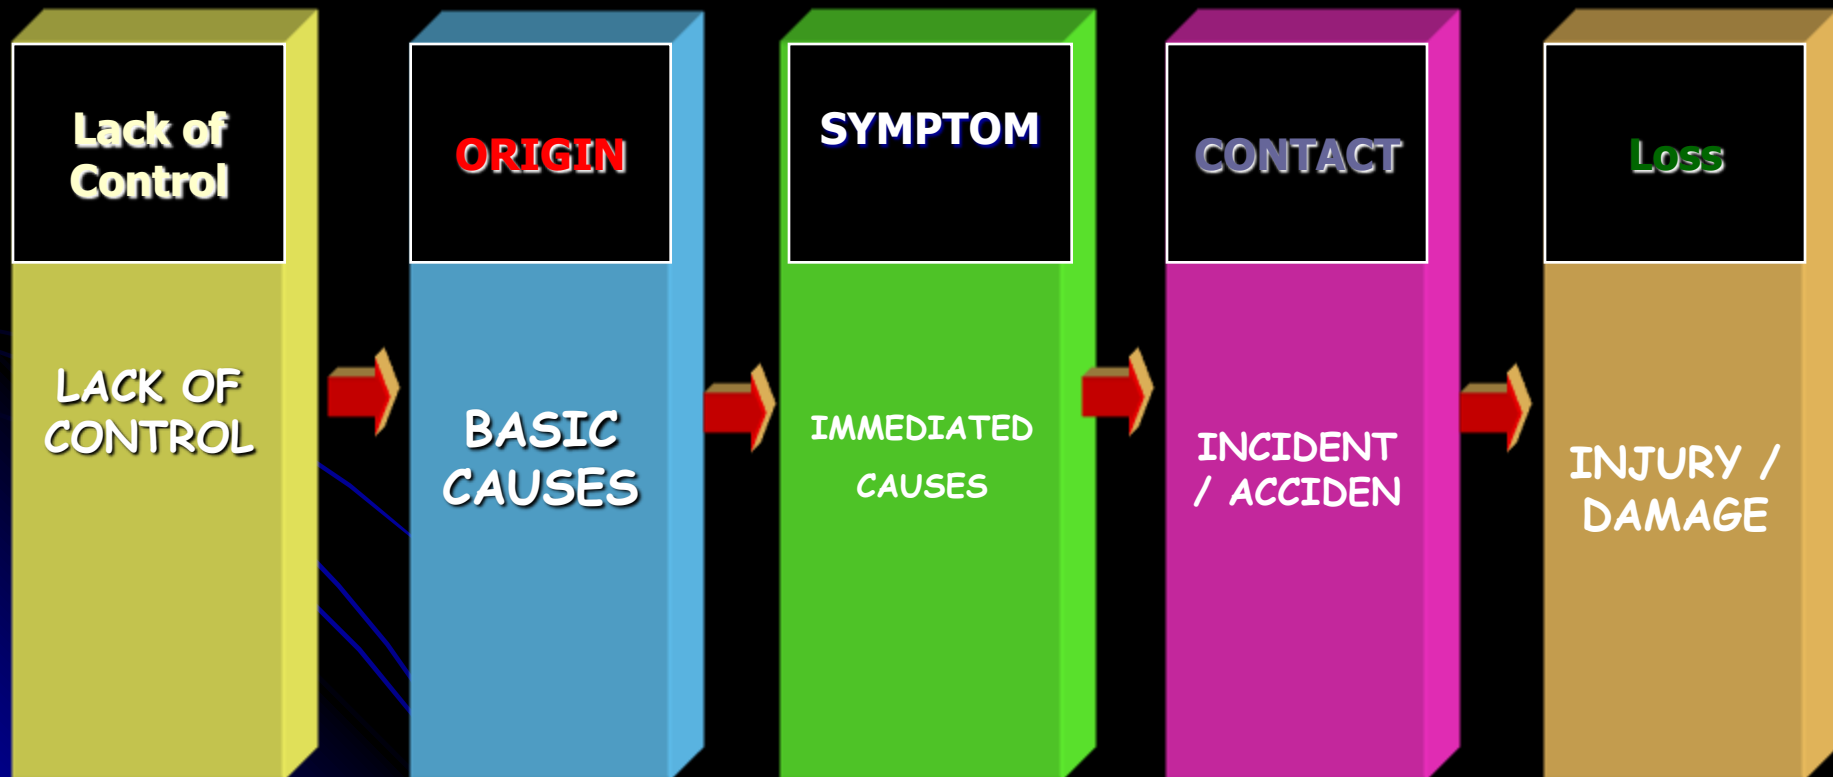 Lack of
Control
ORIGIN
SYMPTOM
CONTACT
Loss
LACK OF
CONTROL
BASIC
CAUSES
IMMEDIATED
CAUSES
INCIDENT
/ ACCIDEN
INJURY /
DAMAGE